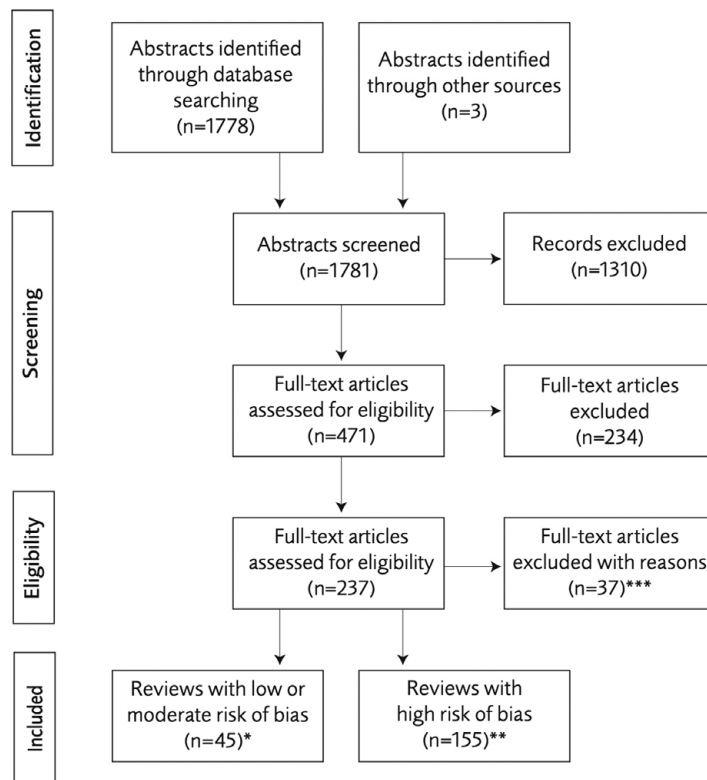 Identification
Abstracts identified
through database
searching
(n=1778)
Abstracts identified
through other sources
(n=3)
Screening
Abstracts screened
(n=1781)
Records excluded
(n=1310)
Full-text articles
assessed for eligibility
(n=471)
Full-text articles
excluded
(n=234)
Eligibility
Full-text articles
assessed for eligibility
(n=237)
Full-text articles
excluded with reasons
(n=37)***
Included
Reviews with low or
moderate risk of bias
(n=45)*
Reviews with
high risk of bias
(n=155)**